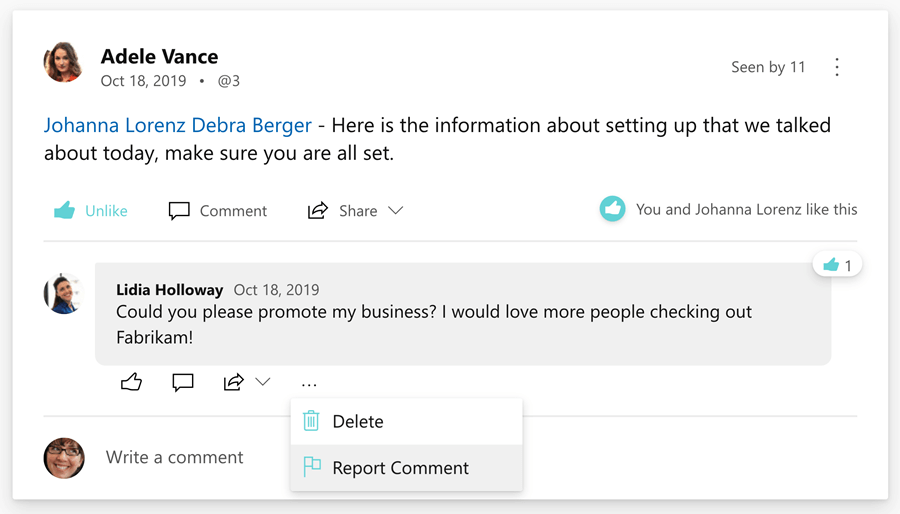 Adele Vance
Oct 18, 2019 • @3
Seen by 11
Johanna Lorenz Debra Berger - Here is the information about setting up that we talked
about today, make sure you are all set.
Unlike
Comment
Share
You and Johanna Lorenz like this
1
Lidia Holloway Oct 18, 2019
Could you please promote my business? I would love more people checking out
Fabrikam!
...
Delete
Report Comment
Write a comment